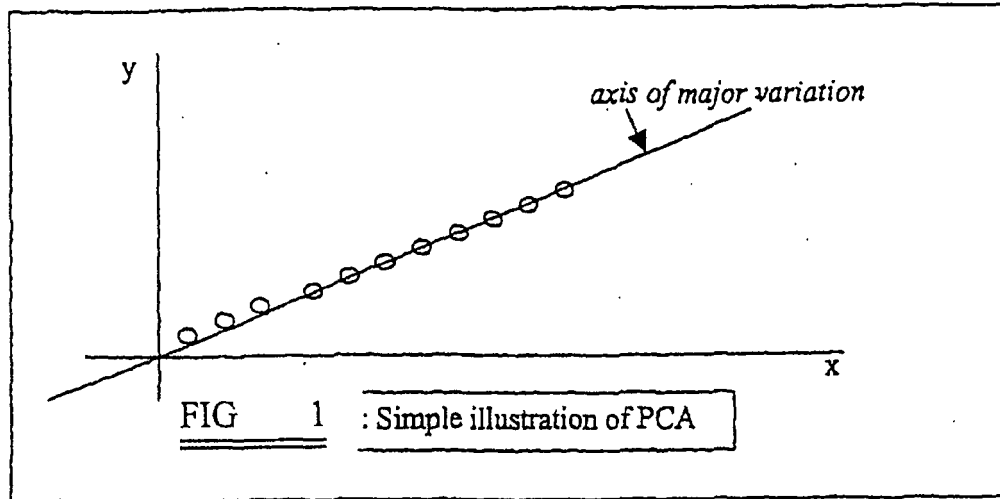 y
axis of major variation
x
FIG 1 : Simple illustration of PCA